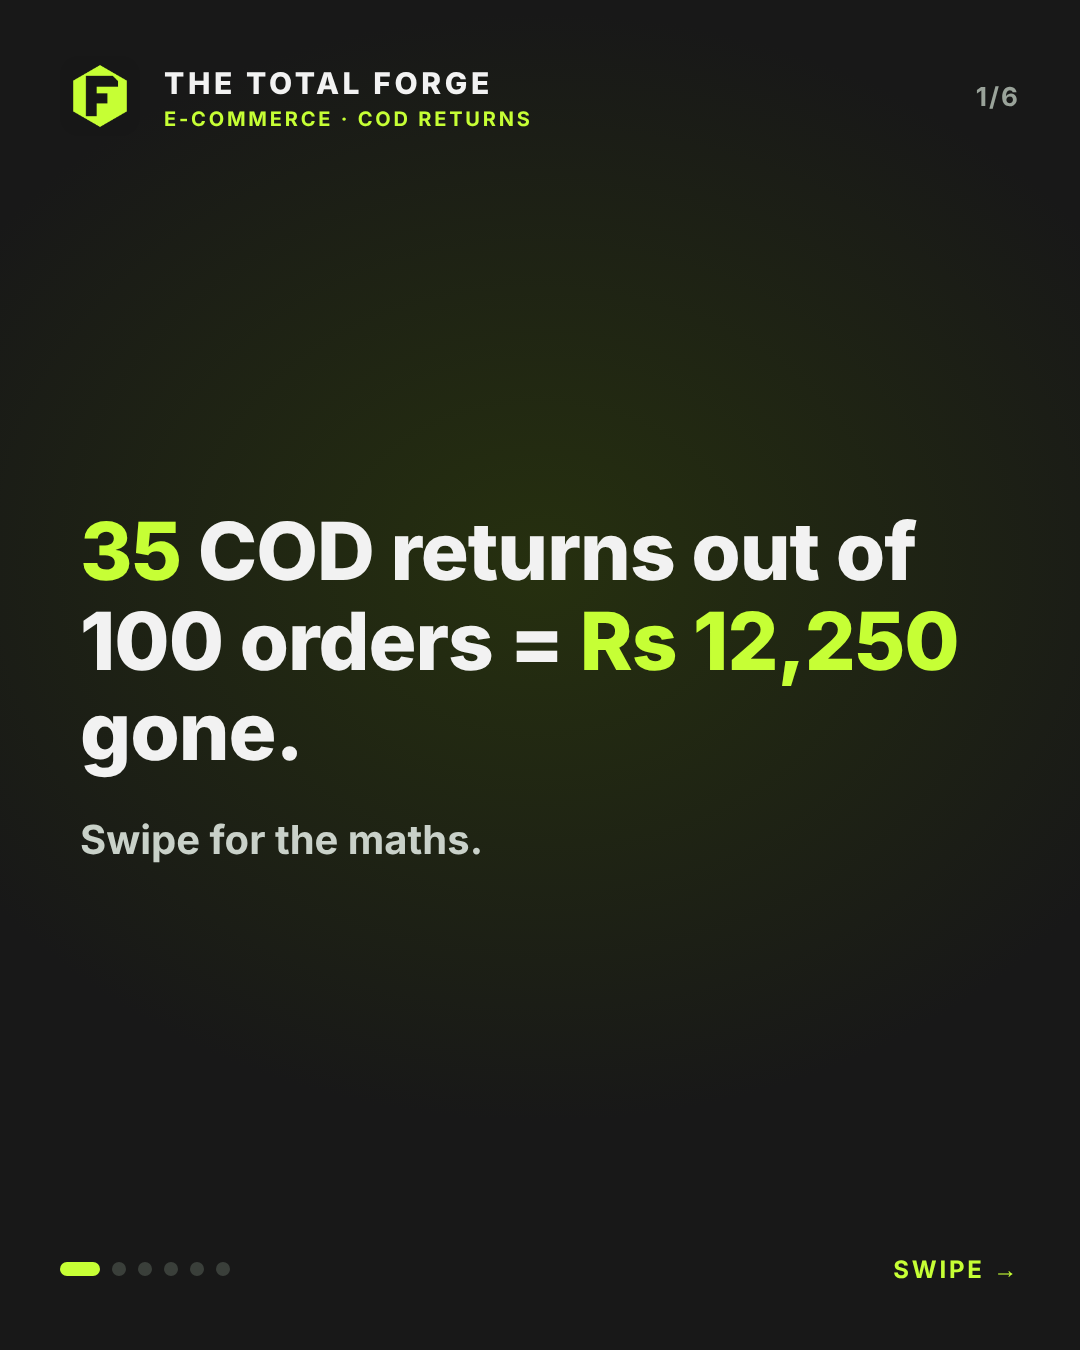 THE TOTAL FORGE
E-COMMERCE · COD RETURNS
1/6
35 COD returns out of
100 orders = Rs 12,250
gone.
Swipe for the maths.
SWIPE →